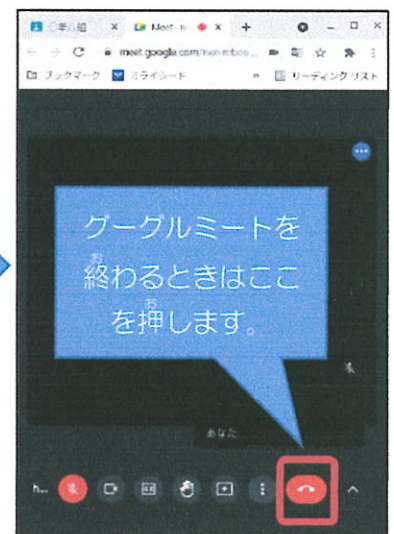 Meet -
meet.google.com/
ブックマーク ミライシード » リーディング リスト
グーグルミートを
終わるときはここ
を押します。
あなた
h...